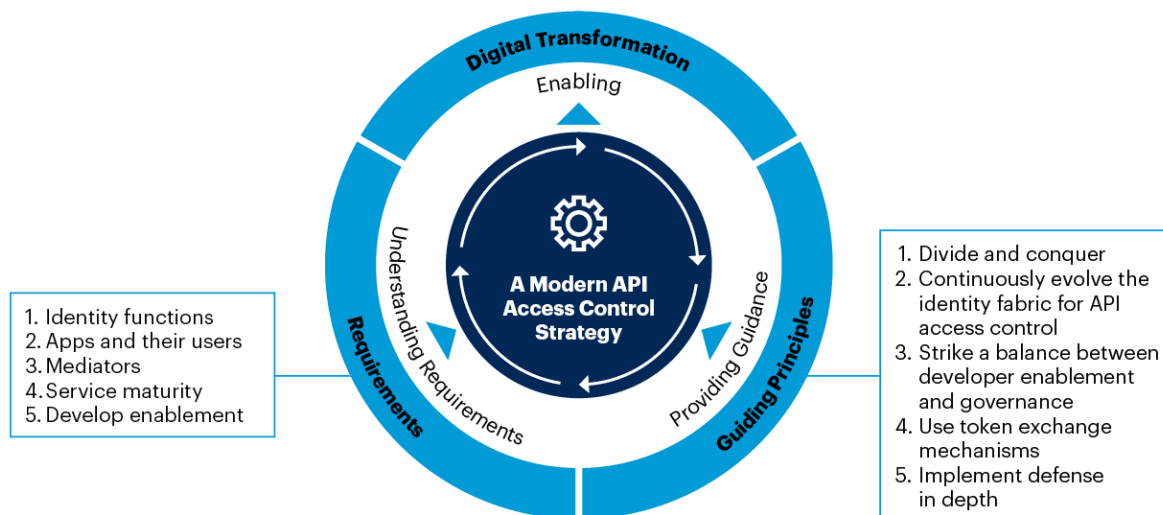 Digital Transformation
Enabling
Understanding Requirements
Requirements
A Modern API
Access Control
Strategy
Providing Guidance
Guiding Principles
1. Identity functions
2. Apps and their users
3. Mediators
4. Service maturity
5. Develop enablement
1. Divide and conquer
2. Continuously evolve the
identity fabric for API
access control
3. Strike a balance between
developer enablement
and governance
4. Use token exchange
mechanisms
5. Implement defense
in depth